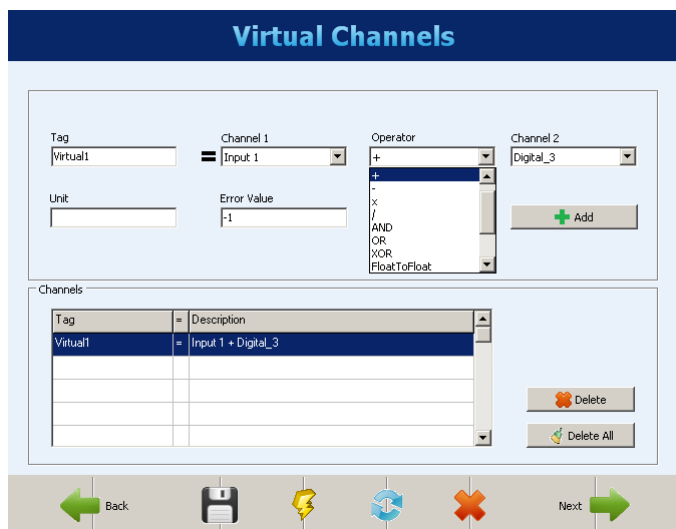 Virtual Channels
Tag
Channel 1
Operator
Channel 2
Virtual1
=
Input 1
+
Digital_3
+
-
x
/
AND
OR
XOR
FloatToFloat
Unit
Error Value
-1
Add
Channels
Tag = Description
Virtual1 = Input 1 + Digital_3
Delete
Delete All
Back
Next